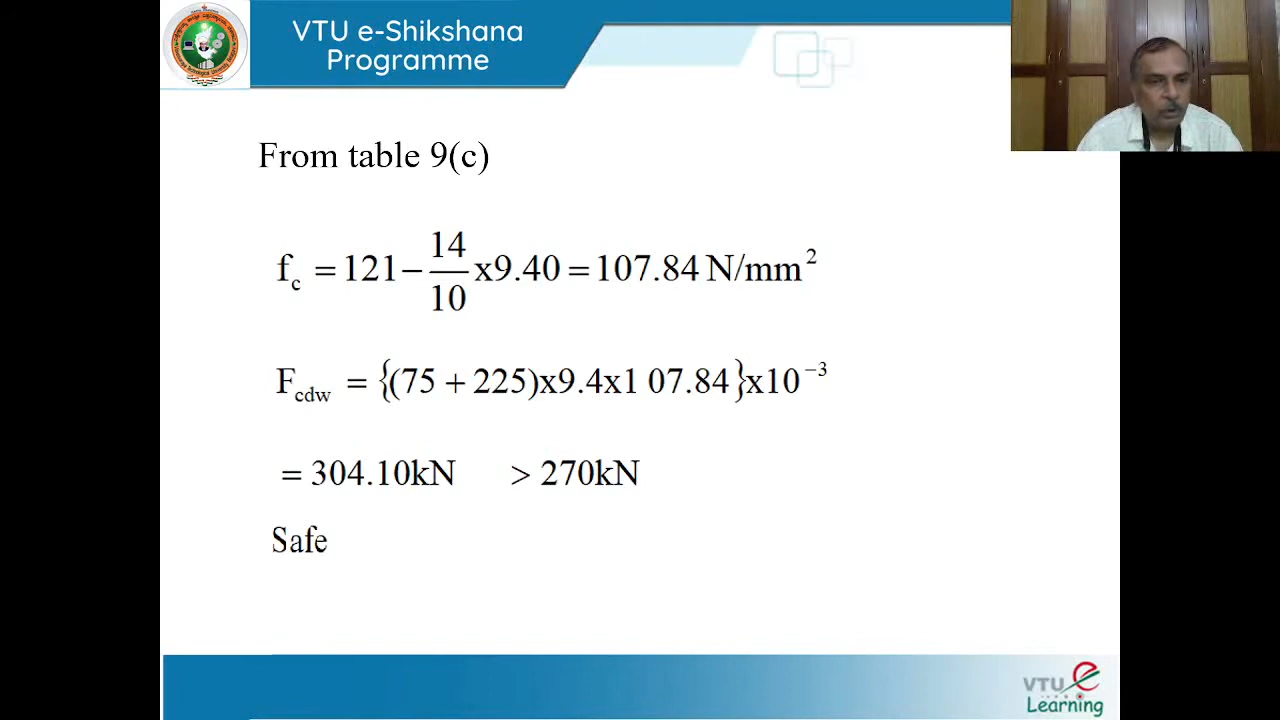 VTU e-Shikshana
Programme
From table 9(c)
f_c = 121 − 14/10 x9.40 = 107.84 N/mm²
F_cdw = {(75 + 225)x9.4x1 07.84}x10⁻³
= 304.10kN > 270kN
Safe
VTU e
Learning